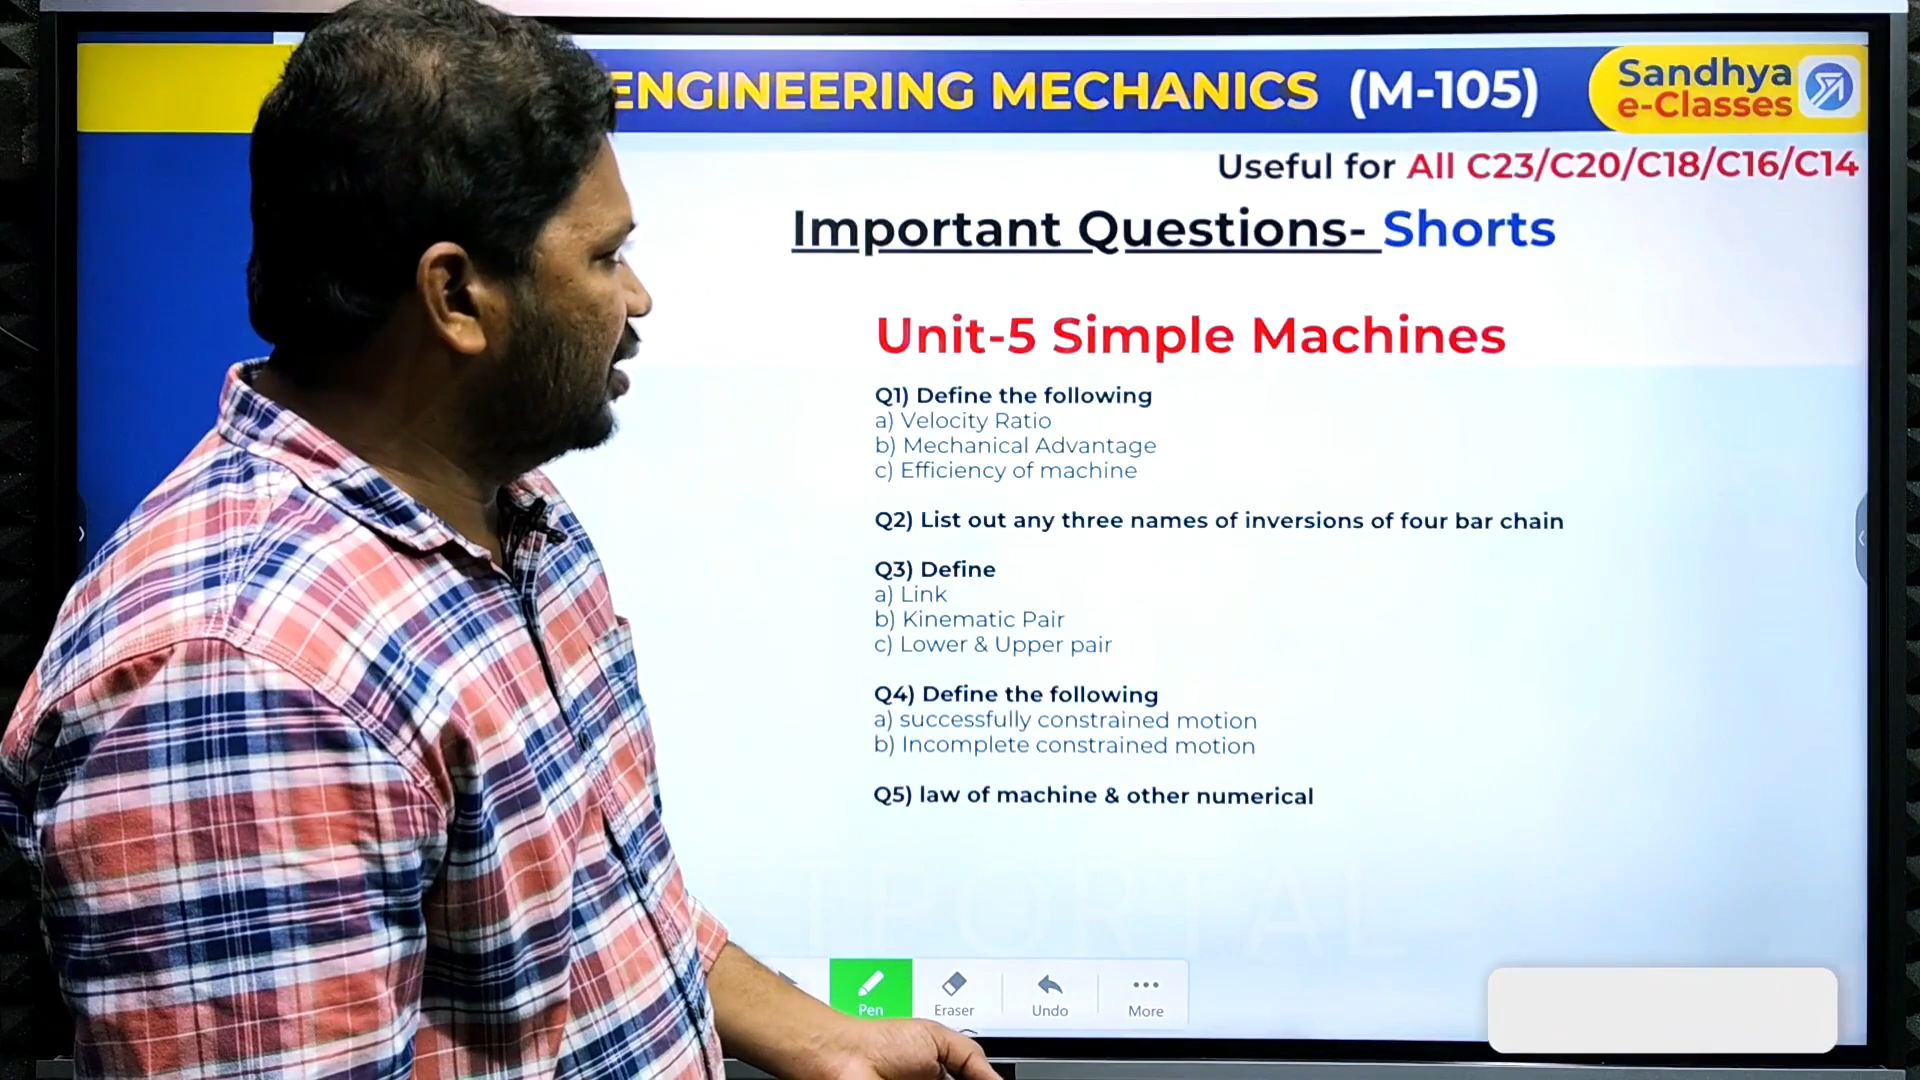 ENGINEERING MECHANICS (M-105)
Sandhya
e-Classes
Useful for All C23/C20/C18/C16/C14
Important Questions- Shorts
Unit-5 Simple Machines
Q1) Define the following
a) Velocity Ratio
b) Mechanical Advantage
c) Efficiency of machine
Q2) List out any three names of inversions of four bar chain
Q3) Define
a) Link
b) Kinematic Pair
c) Lower & Upper pair
Q4) Define the following
a) successfully constrained motion
b) Incomplete constrained motion
Q5) law of machine & other numerical
Pen
Eraser
Undo
More